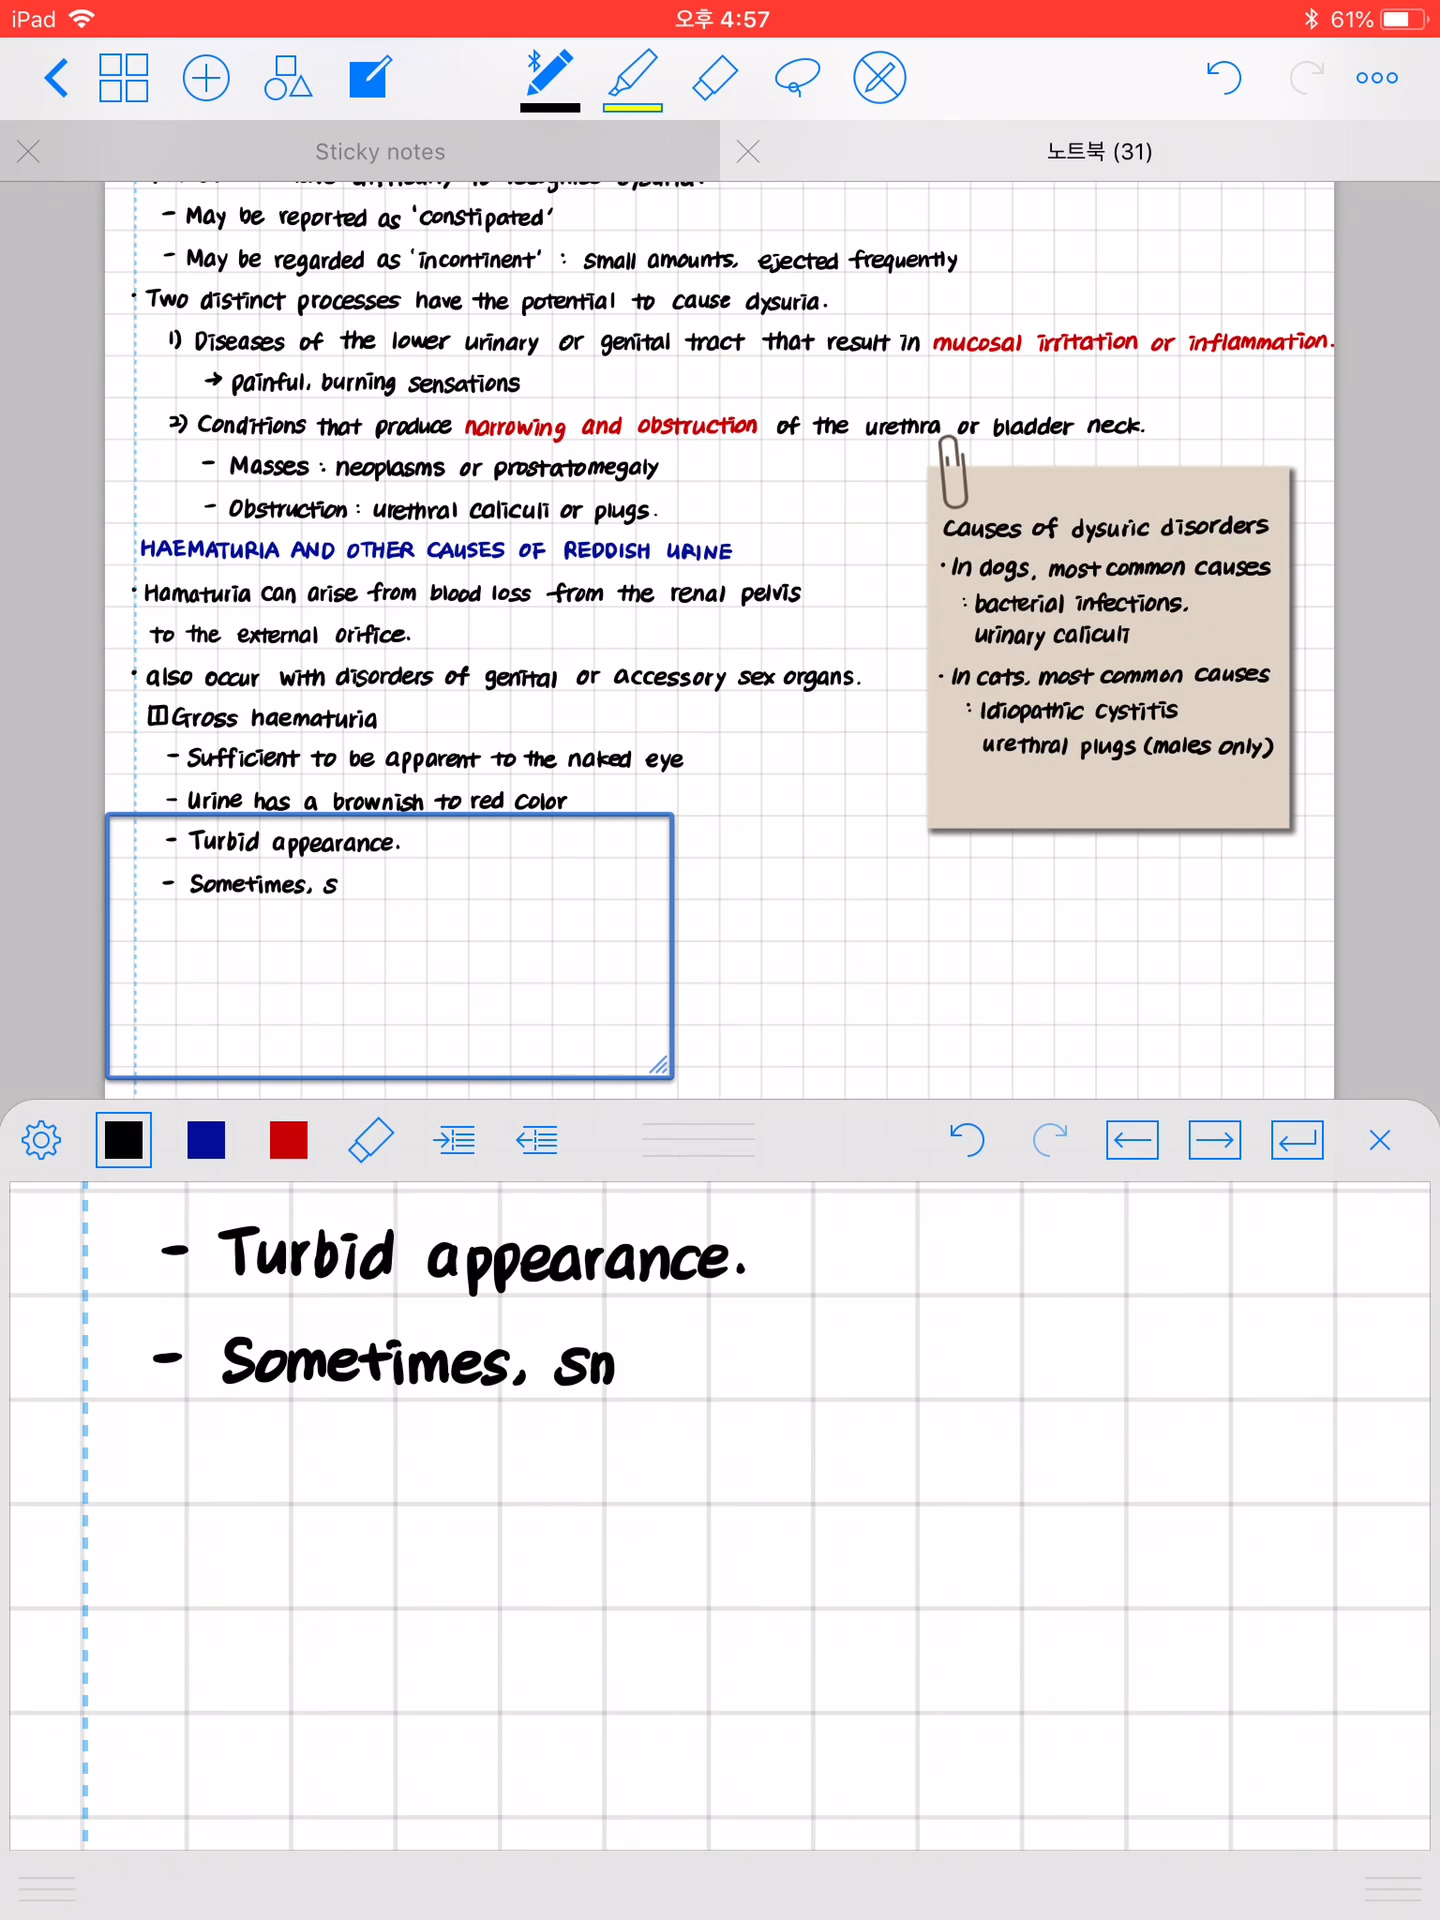 iPad 오후 4:57 61%
Sticky notes 노트북 (31)
- May be reported as 'constipated'
- May be regarded as 'incontinent' : small amounts. ejected frequently
· Two distinct processes have the potential to cause dysuria.
1) Diseases of the lower urinary or genital tract that result in mucosal irritation or inflammation.
→ painful, burning sensations
2) Conditions that produce narrowing and obstruction of the urethra or bladder neck.
- Masses : neoplasms or prostatomegaly
- Obstruction : urethral caliculi or plugs.
HAEMATURIA AND OTHER CAUSES OF REDDISH URINE
· Hamaturia can arise from blood loss from the renal pelvis
to the external orifice.
· also occur with disorders of genital or accessory sex organs.
1 Gross haematuria
- Sufficient to be apparent to the naked eye
- Urine has a brownish to red color
- Turbid appearance.
- Sometimes, s
Causes of dysuric disorders
· In dogs, most common causes
: bacterial infections.
urinary caliculi
· In cats, most common causes
: Idiopathic cystitis
urethral plugs (males only)
- Turbid appearance.
- Sometimes, sn